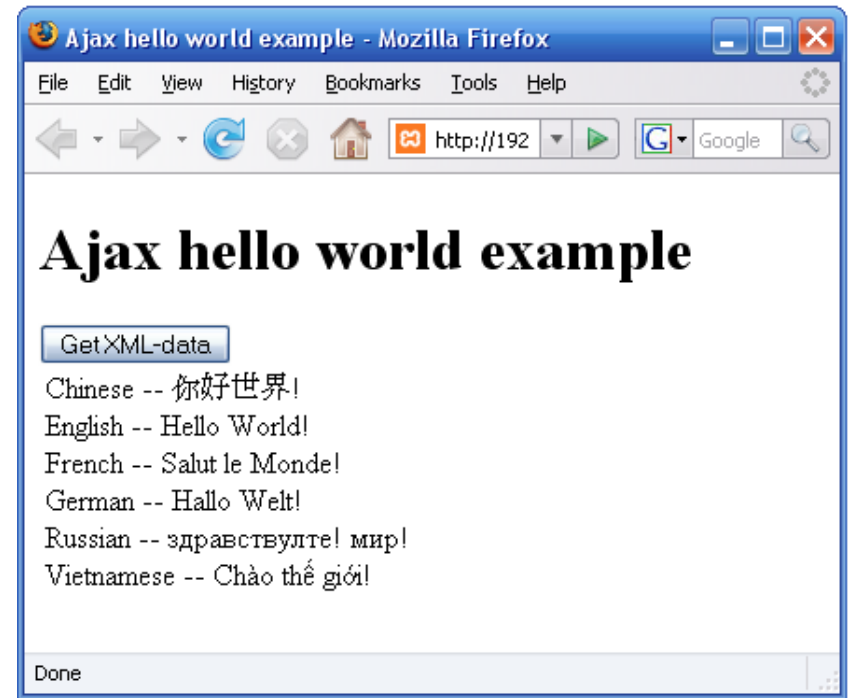 Ajax hello world example - Mozilla Firefox
File Edit View History Bookmarks Tools Help
http://192 G Google
Ajax hello world example
Get XML-data
Chinese -- 你好世界!
English -- Hello World!
French -- Salut le Monde!
German -- Hallo Welt!
Russian -- здравствулте! мир!
Vietnamese -- Chào thế giới!
Done